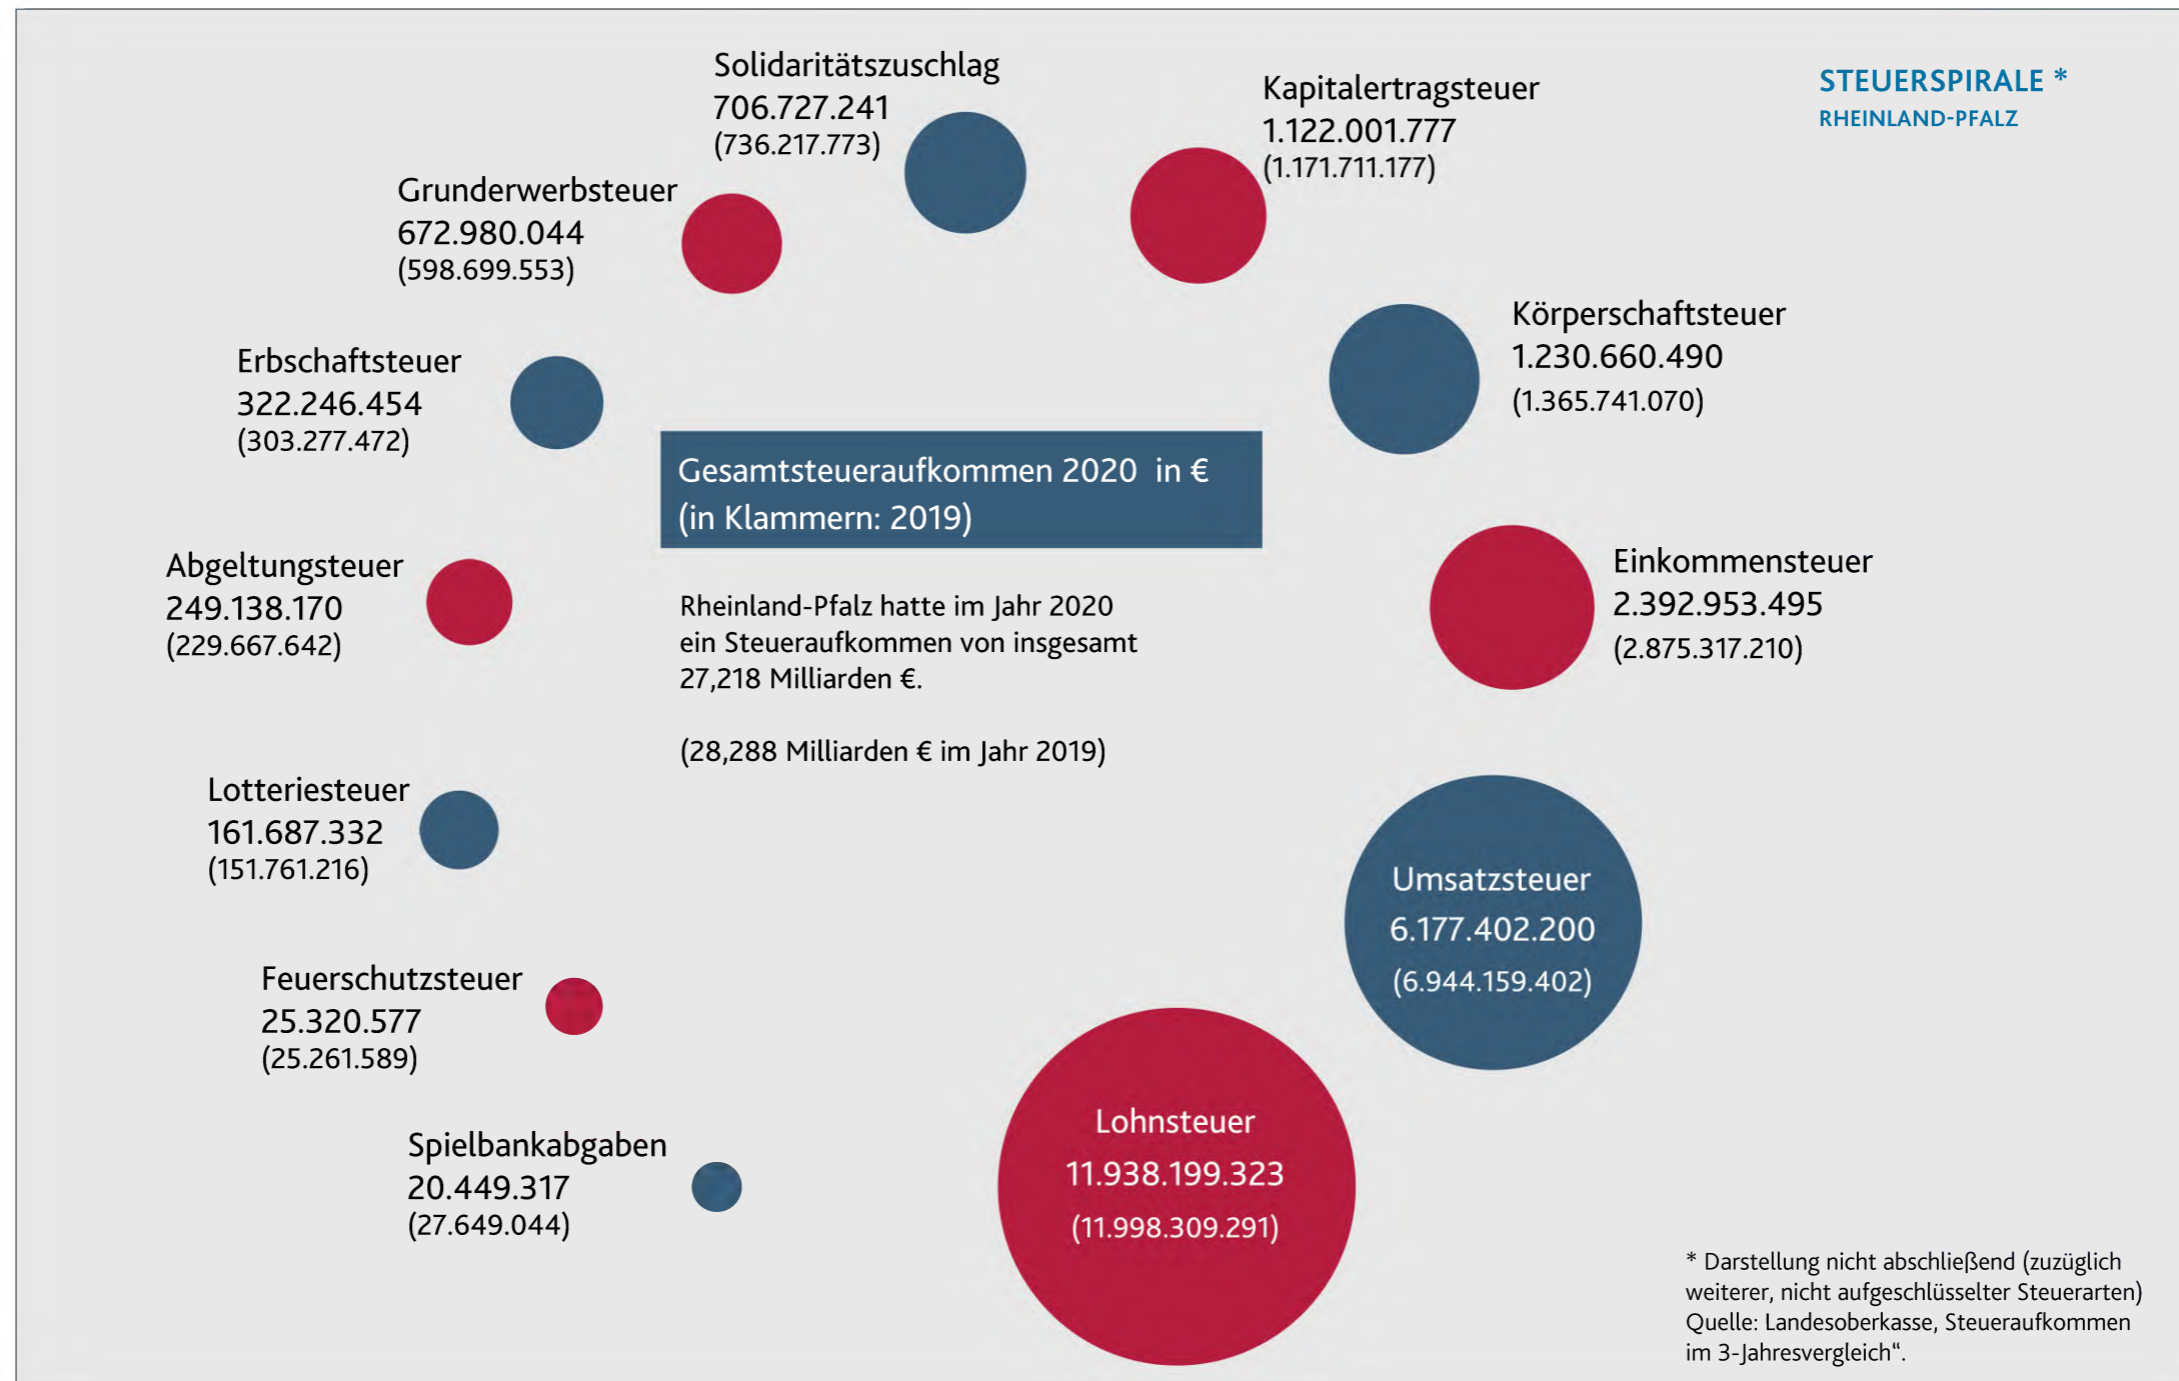 STEUERSPIRALE *
RHEINLAND-PFALZ
Solidaritätszuschlag
706.727.241
(736.217.773)
Kapitalertragsteuer
1.122.001.777
(1.171.711.177)
Grunderwerbsteuer
672.980.044
(598.699.553)
Körperschaftsteuer
1.230.660.490
(1.365.741.070)
Erbschaftsteuer
322.246.454
(303.277.472)
Gesamtsteueraufkommen 2020 in €
(in Klammern: 2019)
Abgeltungsteuer
249.138.170
(229.667.642)
Rheinland-Pfalz hatte im Jahr 2020
ein Steueraufkommen von insgesamt
27,218 Milliarden €.
(28,288 Milliarden € im Jahr 2019)
Einkommensteuer
2.392.953.495
(2.875.317.210)
Lotteriesteuer
161.687.332
(151.761.216)
Umsatzsteuer
6.177.402.200
(6.944.159.402)
Feuerschutzsteuer
25.320.577
(25.261.589)
Spielbankabgaben
20.449.317
(27.649.044)
Lohnsteuer
11.938.199.323
(11.998.309.291)
* Darstellung nicht abschließend (zuzüglich
weiterer, nicht aufgeschlüsselter Steuerarten)
Quelle: Landesoberkasse, Steueraufkommen
im 3-Jahresvergleich“.